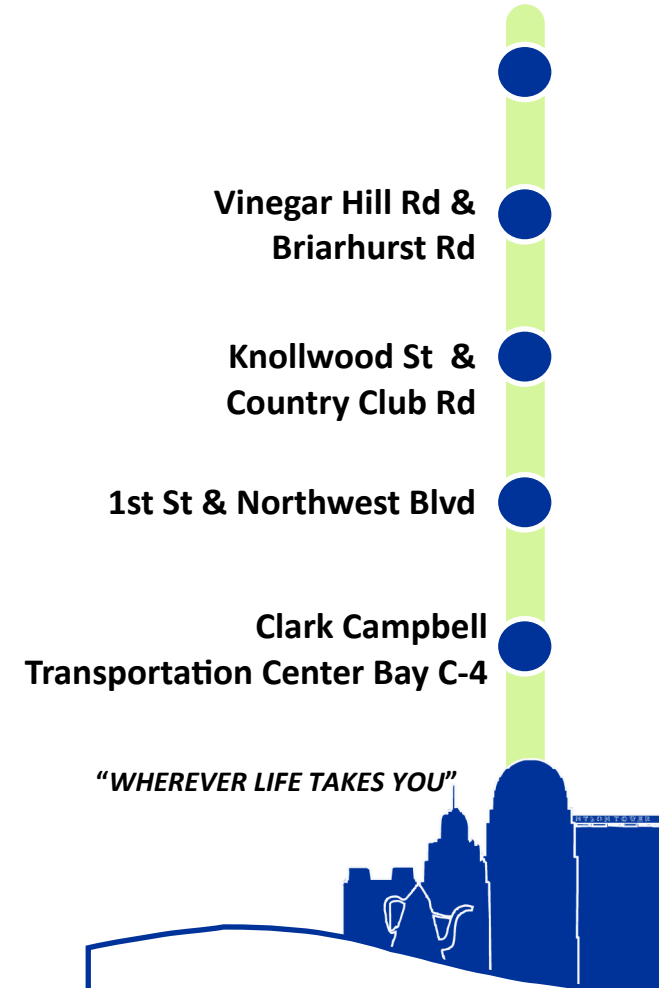 Vinegar Hill Rd &
Briarhurst Rd
Knollwood St  &
Country Club Rd
1st St & Northwest Blvd
Clark Campbell
Transportation Center Bay C-4
“WHEREVER LIFE TAKES YOU”